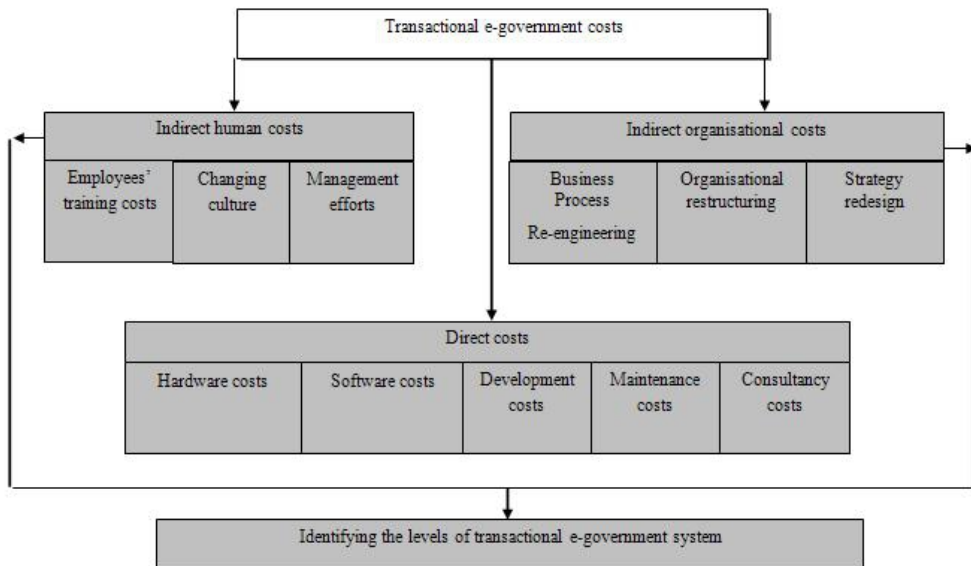 Transactional e-government costs
Indirect human costs
Employees'
training costs
Changing
culture
Management
efforts
Indirect organisational costs
Business
Process
Re-engineering
Organisational
restructuring
Strategy
redesign
Direct costs
Hardware costs
Software costs
Development
costs
Maintenance
costs
Consultancy
costs
Identifying the levels of transactional e-government system